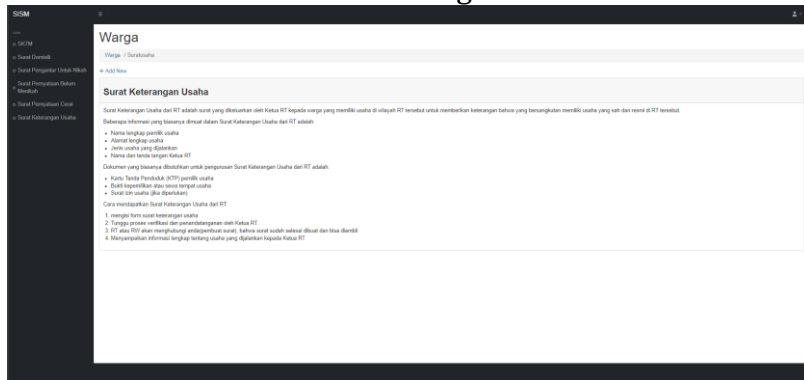 SISM
SKTM
Surat Domisili
Surat Pengantar Untuk Nikah
Surat Pernyataan Belum
Menikah
Surat Pernyataan Cerai
Surat Keterangan Usaha
Warga
Warga / Suratusaha
+ Add New
Surat Keterangan Usaha
Surat Keterangan Usaha dari RT adalah surat yang dikeluarkan oleh Ketua RT kepada warga yang memiliki usaha di wilayah RT tersebut untuk memberikan keterangan bahwa yang bersangkutan memiliki usaha yang sah dan resmi di RT tersebut.
Beberapa informasi yang biasanya dimuat dalam Surat Keterangan Usaha dari RT adalah
• Nama lengkap pemilik usaha
• Alamat lengkap usaha
• Jenis usaha yang dijalankan
• Nama dan tanda tangan Ketua RT
Dokumen yang biasanya dibutuhkan untuk pengurusan Surat Keterangan Usaha dari RT adalah:
• Kartu Tanda Penduduk (KTP) pemilik usaha
• Bukti kepemilikan atau sewa tempat usaha
• Surat izin usaha (jika diperlukan)
Cara mendapatkan Surat Keterangan Usaha dari RT:
1. mengisi form surat keterangan usaha
2. Tunggu proses verifikasi dan penandatanganan oleh Ketua RT.
3. RT atau RW akan menghubungi anda(pembuat surat), bahwa surat sudah selesai dibuat dan bisa diambil
4. Menyampaikan informasi lengkap tentang usaha yang dijalankan kepada Ketua RT